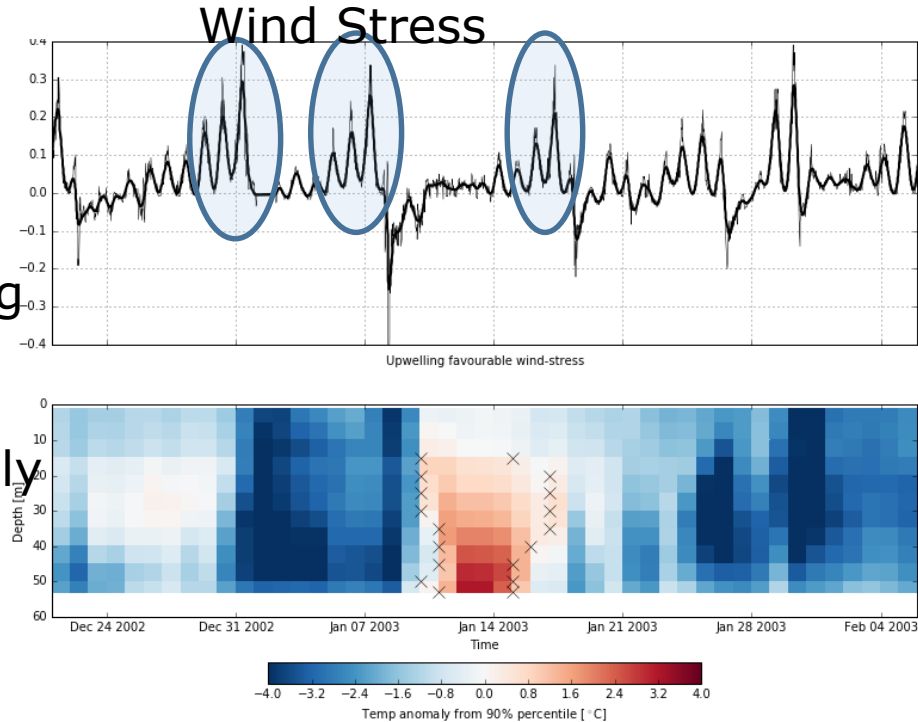 Wind Stress
0.4
0.3
0.2
0.1
0.0
−0.1
−0.2
g
−0.3
−0.4
Upwelling favourable wind-stress
0
10
ly
20
30
40
50
60
Depth [m]
Dec 24 2002 Dec 31 2002 Jan 07 2003 Jan 14 2003 Jan 21 2003 Jan 28 2003 Feb 04 2003
Time
−4.0 −3.2 −2.4 −1.6 −0.8 0.0 0.8 1.6 2.4 3.2 4.0
Temp anomaly from 90% percentile [°C]